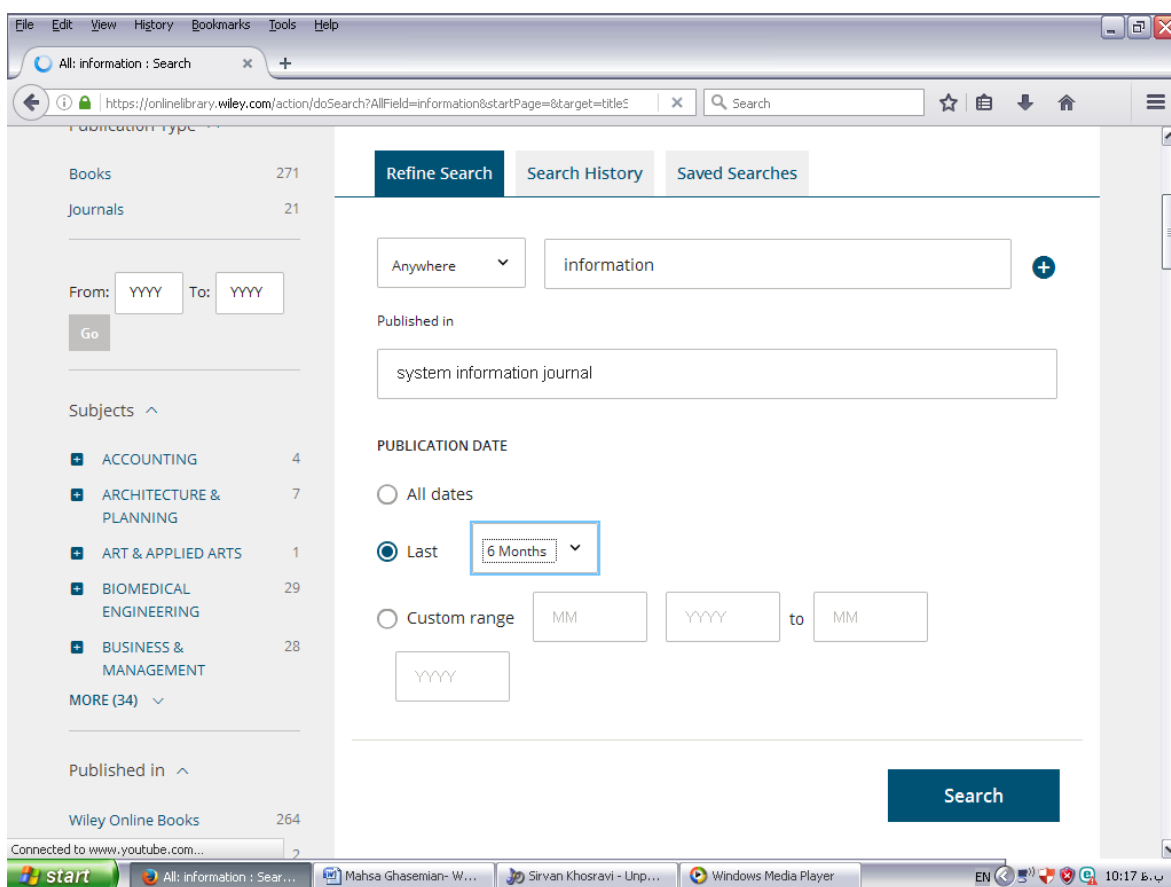 File Edit View History Bookmarks Tools Help
All: information : Search
https://onlinelibrary.wiley.com/action/doSearch?AllField=information&startPage=&target=titleS
Search
Publication Type
Books 271
Journals 21
From: YYYY To: YYYY
Go
Subjects
ACCOUNTING 4
ARCHITECTURE & 7
PLANNING
ART & APPLIED ARTS 1
BIOMEDICAL 29
ENGINEERING
BUSINESS & 28
MANAGEMENT
MORE (34)
Published in
Wiley Online Books 264
2
Refine Search Search History Saved Searches
Anywhere information
Published in
system information journal
PUBLICATION DATE
All dates
Last 6 Months
Custom range MM YYYY to MM
YYYY
Search
Connected to www.youtube.com...
start All: information : Sear... Mahsa Ghasemian- W... Sirvan Khosravi - Unp... Windows Media Player EN 10:17 ب.ظ